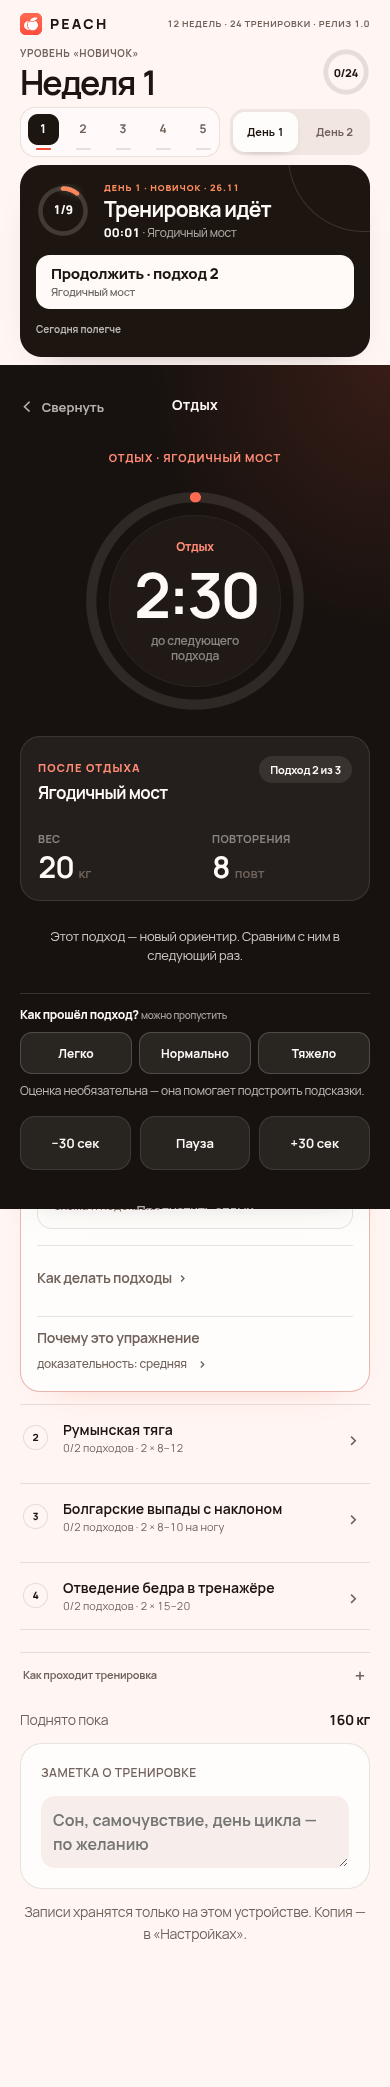 PEACH
12 НЕДЕЛЬ · 24 ТРЕНИРОВКИ · РЕЛИЗ 1.0
УРОВЕНЬ «НОВИЧОК»
Неделя 1
0/24
1 2 3 4 5
День 1 День 2
ДЕНЬ 1 · НОВИЧОК · 26.11
1/9
Тренировка идёт
00:01 · Ягодичный мост
Продолжить · подход 2
Ягодичный мост
Сегодня полегче
Свернуть
Отдых
ОТДЫХ · ЯГОДИЧНЫЙ МОСТ
Отдых
2:30
до следующего
подхода
ПОСЛЕ ОТДЫХА
Подход 2 из 3
Ягодичный мост
ВЕС ПОВТОРЕНИЯ
20 кг 8 повт
Этот подход — новый ориентир. Сравним с ним в
следующий раз.
Как прошёл подход? можно пропустить
Легко Нормально Тяжело
Оценка необязательна — она помогает подстроить подсказки.
−30 сек Пауза +30 сек
Как делать подходы
Почему это упражнение
доказательность: средняя
2 Румынская тяга
0/2 подходов · 2 × 8–12
3 Болгарские выпады с наклоном
0/2 подходов · 2 × 8–10 на ногу
4 Отведение бедра в тренажёре
0/2 подходов · 2 × 15–20
Как проходит тренировка +
Поднято пока 160 кг
ЗАМЕТКА О ТРЕНИРОВКЕ
Сон, самочувствие, день цикла —
по желанию
Записи хранятся только на этом устройстве. Копия —
в «Настройках».